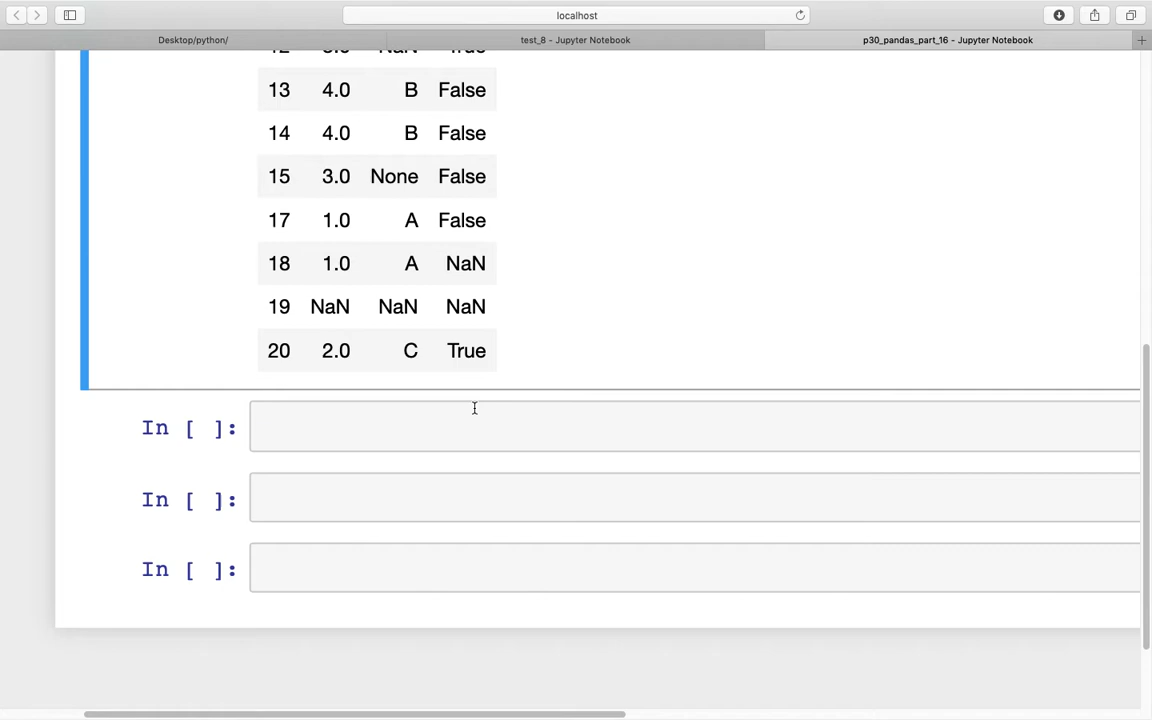 localhost
Desktop/python/ test_8 - Jupyter Notebook p30_pandas_part_16 - Jupyter Notebook
13 4.0 B False
14 4.0 B False
15 3.0 None False
17 1.0 A False
18 1.0 A NaN
19 NaN NaN NaN
20 2.0 C True
In [ ]:
In [ ]:
In [ ]: